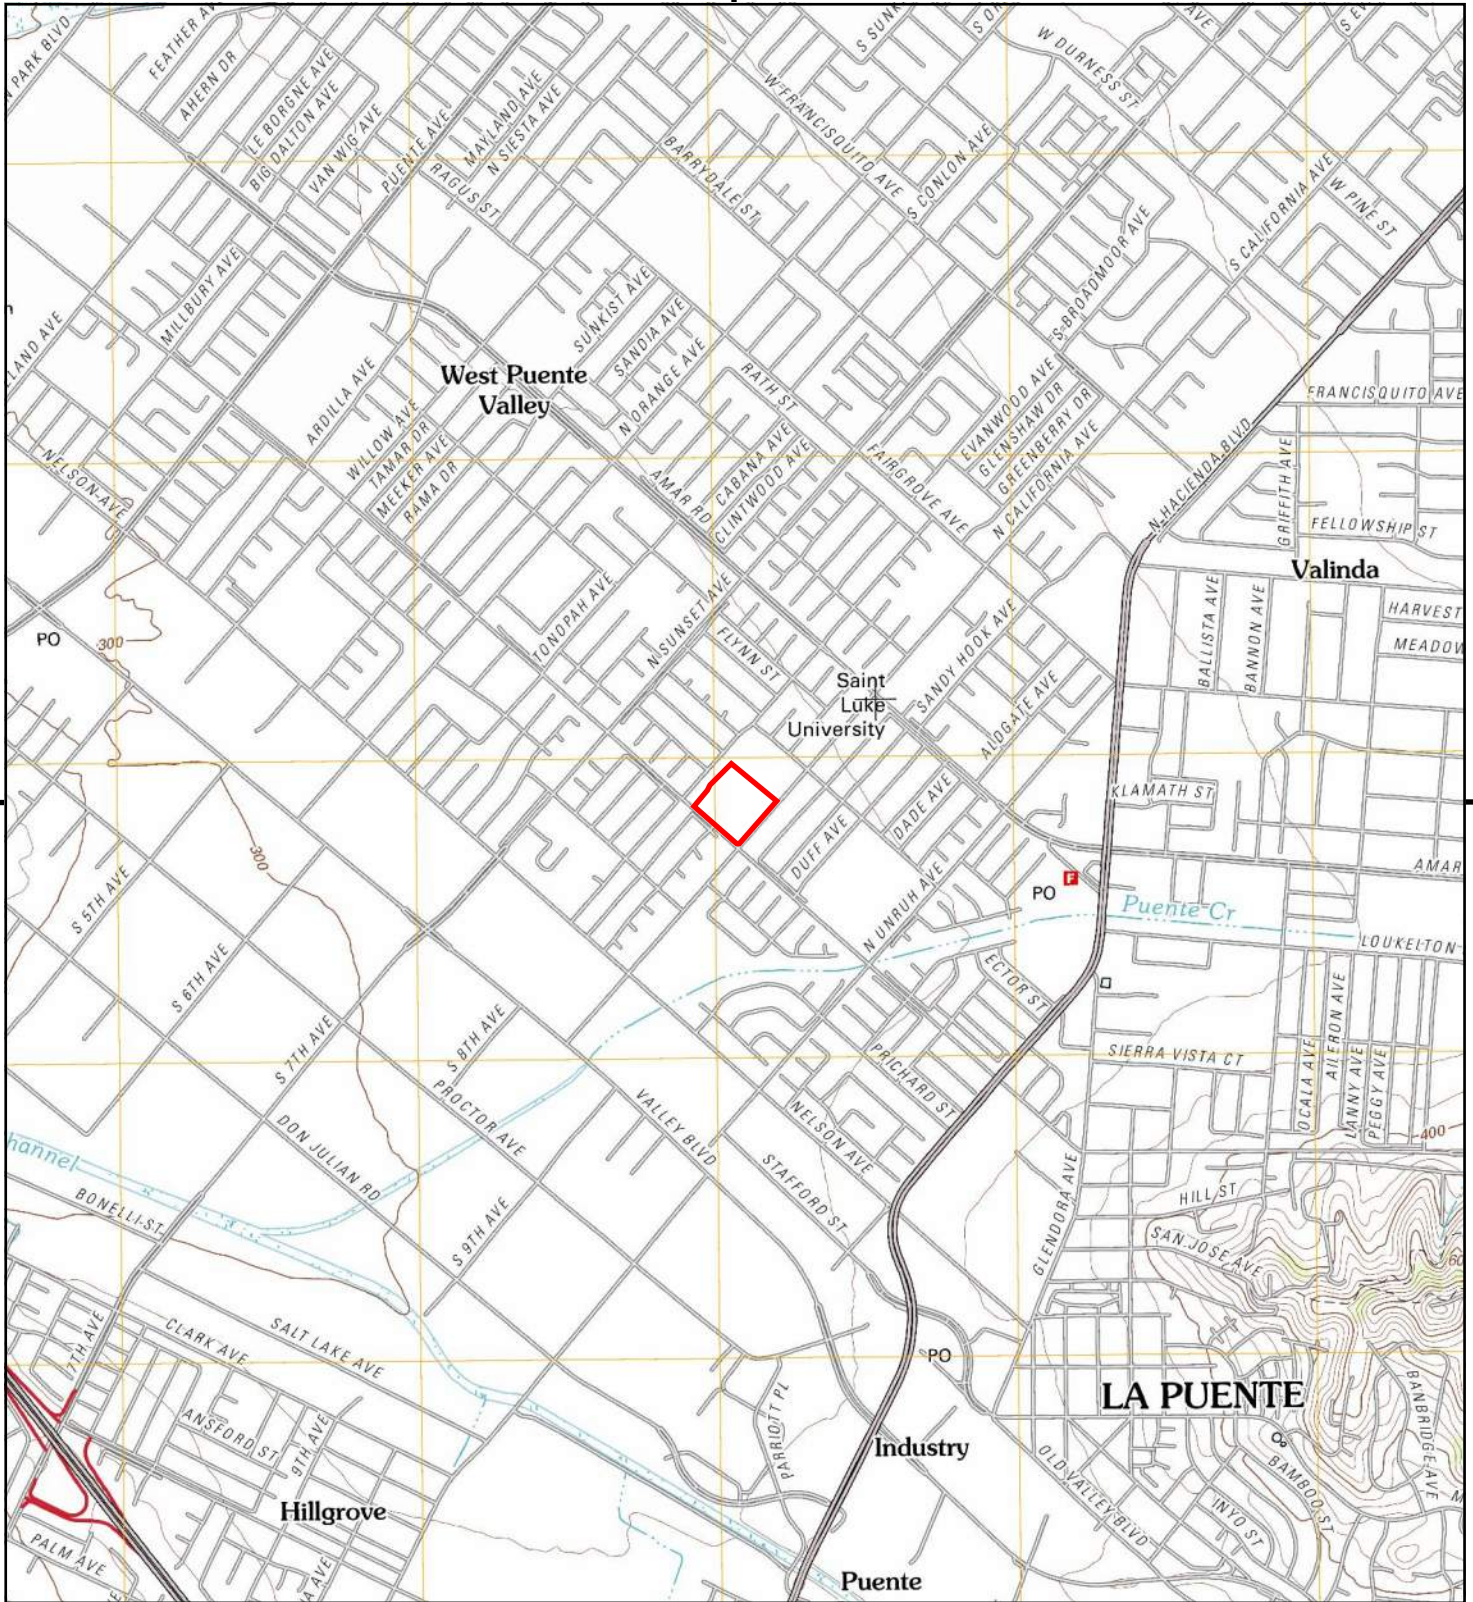 N PARK BLVD
FEATHER AV
AHERN DR
LE BORGNE AVE
BIG DALTON AVE
VAN WIG AVE
PUENTE AVE
MAYLAND AVE
N SIESTA AVE
RAGUS ST
BARRYDALE ST
W FRANCISQUITO AVE
S CONLON AVE
W DURNESS ST
AVE
S CALIFORNIA AVE
W PINE ST
S BROADMOOR AVE
MILLBURY AVE
SUNKIST AVE
SANDIA AVE
N ORANGE AVE
RATH ST
West Puente
Valley
ARDILLA AVE
WILLOW AVE
TAMAR DR
MEEKER AVE
RAMA DR
NELSON AVE
AMAR RD
CABANA AVE
CLINTWOOD AVE
FAIRGROVE AVE
EVANWOOD AVE
GLENSHAW DR
GREENBERRY DR
N CALIFORNIA AVE
N HACIENDA BLVD
FRANCISQUITO AVE
GRIFFITH AVE
FELLOWSHIP ST
Valinda
HARVEST
MEADOW
BALLISTA AVE
BANNON AVE
PO
300
TONOPAH AVE
N SUNSET AVE
FLYNN ST
SANDY HOOK AVE
ALDGATE AVE
Saint
Luke
University
KLAMATH ST
DADE AVE
DUFF AVE
300
S 5TH AVE
N UNRUH AVE
PO
F
AMAR
Puente Cr
LOUKELTON
S 6TH AVE
ECTOR ST
S 7TH AVE
S 8TH AVE
SIERRA VISTA CT
OCALA AVE
AILERON AVE
LANNY AVE
PEGGY AVE
PRICHARD ST
PROCTOR AVE
VALLEY BLVD
NELSON AVE
400
hannel
DON JULIAN RD
STAFFORD ST
GLENDORA AVE
HILL ST
BONELLI ST
S 9TH AVE
SAN JOSE AVE
60
7TH AVE
CLARK AVE
SALT LAKE AVE
PO
LA PUENTE
PARRIOTT PL
BANBRIDGE AVE
ANSFORD ST
9TH AVE
Industry
OLD VALLEY BLVD
BAMBOO ST
INYO ST
Hillgrove
PALM AVE
Puente